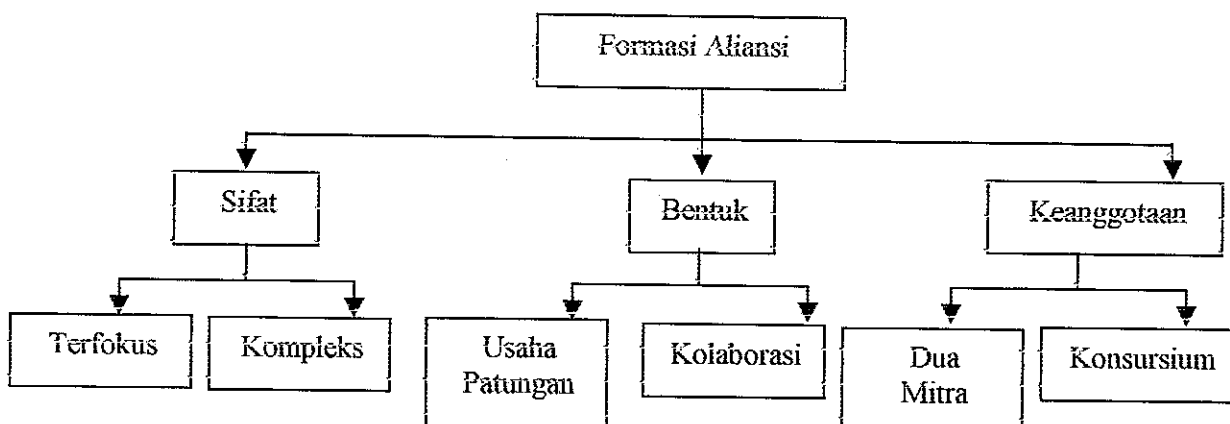 Formasi Aliansi
Sifat
Bentuk
Keanggotaan
Terfokus
Kompleks
Usaha
Patungan
Kolaborasi
Dua
Mitra
Konsursium